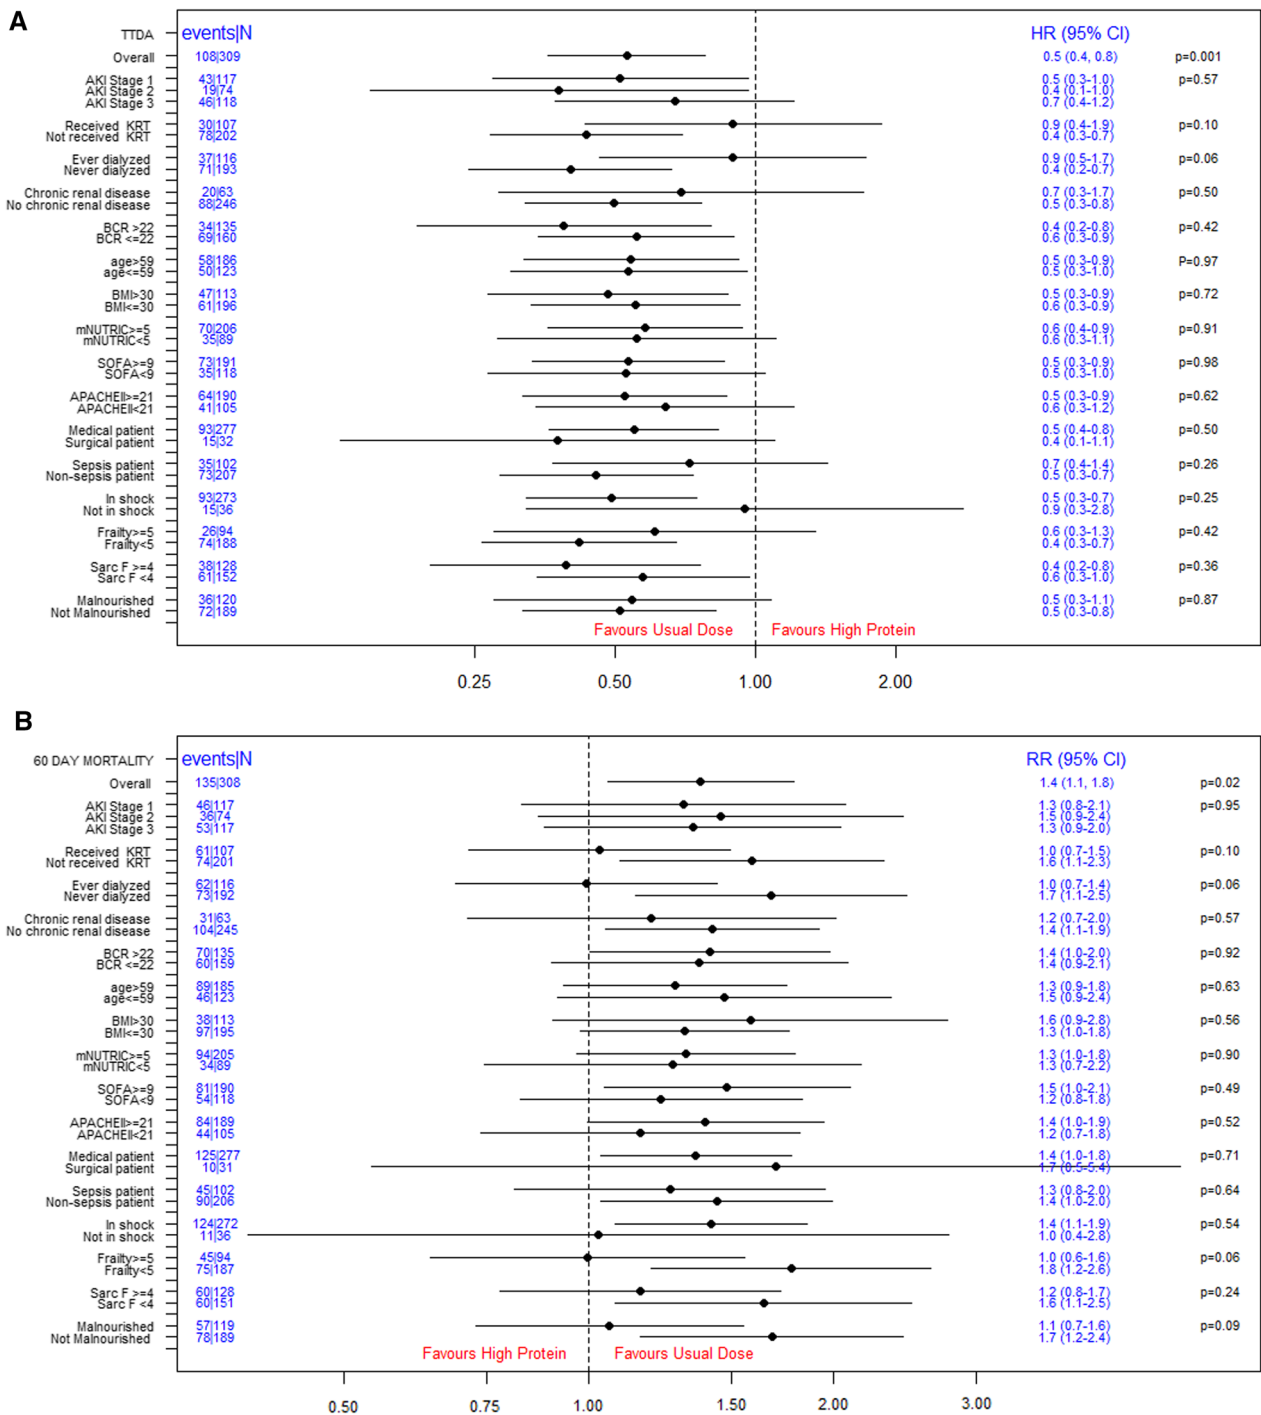 A
TTDA events|N HR (95% CI)
Overall 108|309 0.5 (0.4, 0.8) p=0.001
AKI Stage 1 43|117 0.5 (0.3-1.0) p=0.57
AKI Stage 2 19|74 0.4 (0.1-1.0)
AKI Stage 3 46|118 0.7 (0.4-1.2)
Received KRT 30|107 0.9 (0.4-1.9) p=0.10
Not received KRT 78|202 0.4 (0.3-0.7)
Ever dialyzed 37|116 0.9 (0.5-1.7) p=0.06
Never dialyzed 71|193 0.4 (0.2-0.7)
Chronic renal disease 20|63 0.7 (0.3-1.7) p=0.50
No chronic renal disease 88|246 0.5 (0.3-0.8)
BCR >22 34|135 0.4 (0.2-0.8) p=0.42
BCR <=22 69|160 0.6 (0.3-0.9)
age>59 58|186 0.5 (0.3-0.9) P=0.97
age<=59 50|123 0.5 (0.3-1.0)
BMI>30 47|113 0.5 (0.3-0.9) p=0.72
BMI<=30 61|196 0.6 (0.3-0.9)
mNUTRIC>=5 70|206 0.6 (0.4-0.9) p=0.91
mNUTRIC<5 35|89 0.6 (0.3-1.1)
SOFA>=9 73|191 0.5 (0.3-0.9) p=0.98
SOFA<9 35|118 0.5 (0.3-1.0)
APACHEII>=21 64|190 0.5 (0.3-0.9) p=0.62
APACHEII<21 41|105 0.6 (0.3-1.2)
Medical patient 93|277 0.5 (0.4-0.8) p=0.50
Surgical patient 15|32 0.4 (0.1-1.1)
Sepsis patient 35|102 0.7 (0.4-1.4) p=0.26
Non-sepsis patient 73|207 0.5 (0.3-0.7)
In shock 93|273 0.5 (0.3-0.7) p=0.25
Not in shock 15|36 0.9 (0.3-2.8)
Frailty>=5 26|94 0.6 (0.3-1.3) p=0.42
Frailty<5 74|188 0.4 (0.3-0.7)
Sarc F >=4 38|128 0.4 (0.2-0.8) p=0.36
Sarc F <4 61|152 0.6 (0.3-1.0)
Malnourished 36|120 0.5 (0.3-1.1) p=0.87
Not Malnourished 72|189 0.5 (0.3-0.8)
Favours Usual Dose Favours High Protein
0.25 0.50 1.00 2.00
B
60 DAY MORTALITY events|N RR (95% CI)
Overall 135|308 1.4 (1.1, 1.8) p=0.02
AKI Stage 1 46|117 1.3 (0.8-2.1) p=0.95
AKI Stage 2 36|74 1.5 (0.9-2.4)
AKI Stage 3 53|117 1.3 (0.9-2.0)
Received KRT 61|107 1.0 (0.7-1.5) p=0.10
Not received KRT 74|201 1.6 (1.1-2.3)
Ever dialyzed 62|116 1.0 (0.7-1.4) p=0.06
Never dialyzed 73|192 1.7 (1.1-2.5)
Chronic renal disease 31|63 1.2 (0.7-2.0) p=0.57
No chronic renal disease 104|245 1.4 (1.1-1.9)
BCR >22 70|135 1.4 (1.0-2.0) p=0.92
BCR <=22 60|159 1.4 (0.9-2.1)
age>59 89|185 1.3 (0.9-1.8) p=0.63
age<=59 46|123 1.5 (0.9-2.4)
BMI>30 38|113 1.6 (0.9-2.8) p=0.56
BMI<=30 97|195 1.3 (1.0-1.8)
mNUTRIC>=5 94|205 1.3 (1.0-1.8) p=0.90
mNUTRIC<5 34|89 1.3 (0.7-2.2)
SOFA>=9 81|190 1.5 (1.0-2.1) p=0.49
SOFA<9 54|118 1.2 (0.8-1.8)
APACHEII>=21 84|189 1.4 (1.0-1.9) p=0.52
APACHEII<21 44|105 1.2 (0.7-1.8)
Medical patient 125|277 1.4 (1.0-1.8) p=0.71
Surgical patient 10|31 1.7 (0.5-5.4)
Sepsis patient 45|102 1.3 (0.8-2.0) p=0.64
Non-sepsis patient 90|206 1.4 (1.0-2.0)
In shock 124|272 1.4 (1.1-1.9) p=0.54
Not in shock 11|36 1.0 (0.4-2.8)
Frailty>=5 45|94 1.0 (0.6-1.6) p=0.06
Frailty<5 75|187 1.8 (1.2-2.6)
Sarc F >=4 60|128 1.2 (0.8-1.7) p=0.24
Sarc F <4 60|151 1.6 (1.1-2.5)
Malnourished 57|119 1.1 (0.7-1.6) p=0.09
Not Malnourished 78|189 1.7 (1.2-2.4)
Favours High Protein Favours Usual Dose
0.50 0.75 1.00 1.50 2.00 3.00